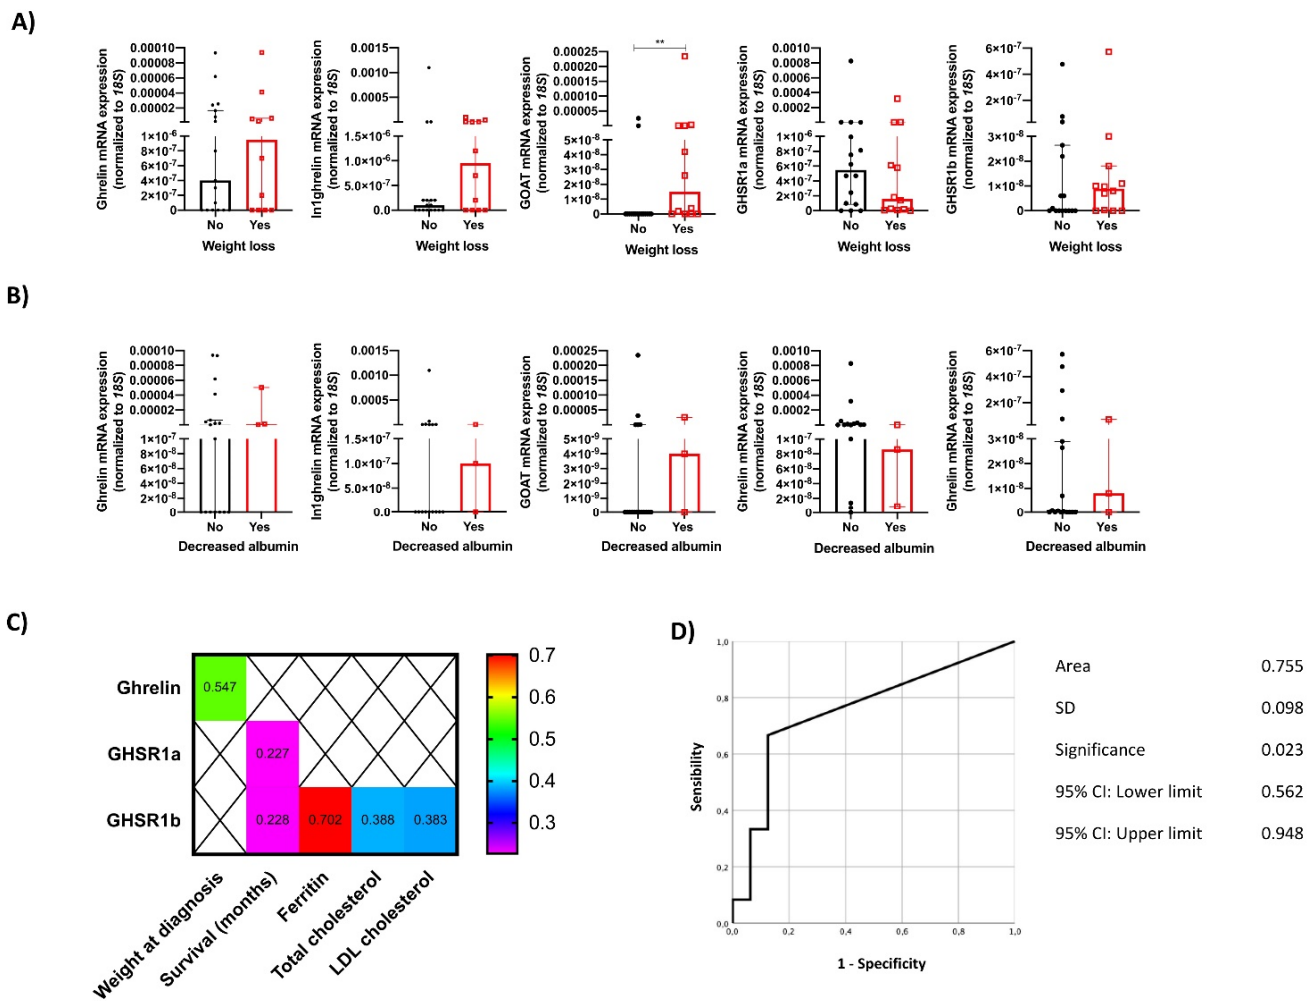 A)
Ghrelin mRNA expression
(normalized to 18S)
0.00010
0.00008
0.00006
0.00004
0.00002
1×10⁻⁶
8×10⁻⁷
6×10⁻⁷
4×10⁻⁷
2×10⁻⁷
0
No Yes
Weight loss
In1ghrelin mRNA expression
(normalized to 18S)
0.0015
0.0010
0.0005
1.5×10⁻⁶
1.0×10⁻⁶
5.0×10⁻⁷
0.0
No Yes
Weight loss
GOAT mRNA expression
(normalized to 18S)
**
0.00025
0.00020
0.00015
0.00010
0.00005
5×10⁻⁸
4×10⁻⁸
3×10⁻⁸
2×10⁻⁸
1×10⁻⁸
0
No Yes
Weight loss
GHSR1a mRNA expression
(normalized to 18S)
0.0010
0.0008
0.0006
0.0004
0.0002
1×10⁻⁶
8×10⁻⁷
6×10⁻⁷
4×10⁻⁷
2×10⁻⁷
0
No Yes
Weight loss
GHSR1b mRNA expression
(normalized to 18S)
6×10⁻⁷
4×10⁻⁷
2×10⁻⁷
3×10⁻⁸
2×10⁻⁸
1×10⁻⁸
0
No Yes
Weight loss
B)
Ghrelin mRNA expression
(normalized to 18S)
0.00010
0.00008
0.00006
0.00004
0.00002
1×10⁻⁷
8×10⁻⁸
6×10⁻⁸
4×10⁻⁸
2×10⁻⁸
0
No Yes
Decreased albumin
In1ghrelin mRNA expression
(normalized to 18S)
0.0015
0.0010
0.0005
1.5×10⁻⁷
1.0×10⁻⁷
5.0×10⁻⁸
0.0
No Yes
Decreased albumin
GOAT mRNA expression
(normalized to 18S)
0.00025
0.00020
0.00015
0.00010
0.00005
5×10⁻⁹
4×10⁻⁹
3×10⁻⁹
2×10⁻⁹
1×10⁻⁹
0
No Yes
Decreased albumin
Ghrelin mRNA expression
(normalized to 18S)
0.0010
0.0008
0.0006
0.0004
0.0002
1×10⁻⁷
8×10⁻⁸
6×10⁻⁸
4×10⁻⁸
2×10⁻⁸
0
No Yes
Decreased albumin
Ghrelin mRNA expression
(normalized to 18S)
6×10⁻⁷
4×10⁻⁷
2×10⁻⁷
3×10⁻⁸
2×10⁻⁸
1×10⁻⁸
0
No Yes
Decreased albumin
C)
Ghrelin 0.547
GHSR1a 0.227
GHSR1b 0.228 0.702 0.388 0.383
Weight at diagnosis
Survival (months)
Ferritin
Total cholesterol
LDL cholesterol
0.7
0.6
0.5
0.4
0.3
D)
Sensibility
1,0
0,8
0,6
0,4
0,2
0,0
0,0 0,2 0,4 0,6 0,8 1,0
1 - Specificity
Area 0.755
SD 0.098
Significance 0.023
95% CI: Lower limit 0.562
95% CI: Upper limit 0.948